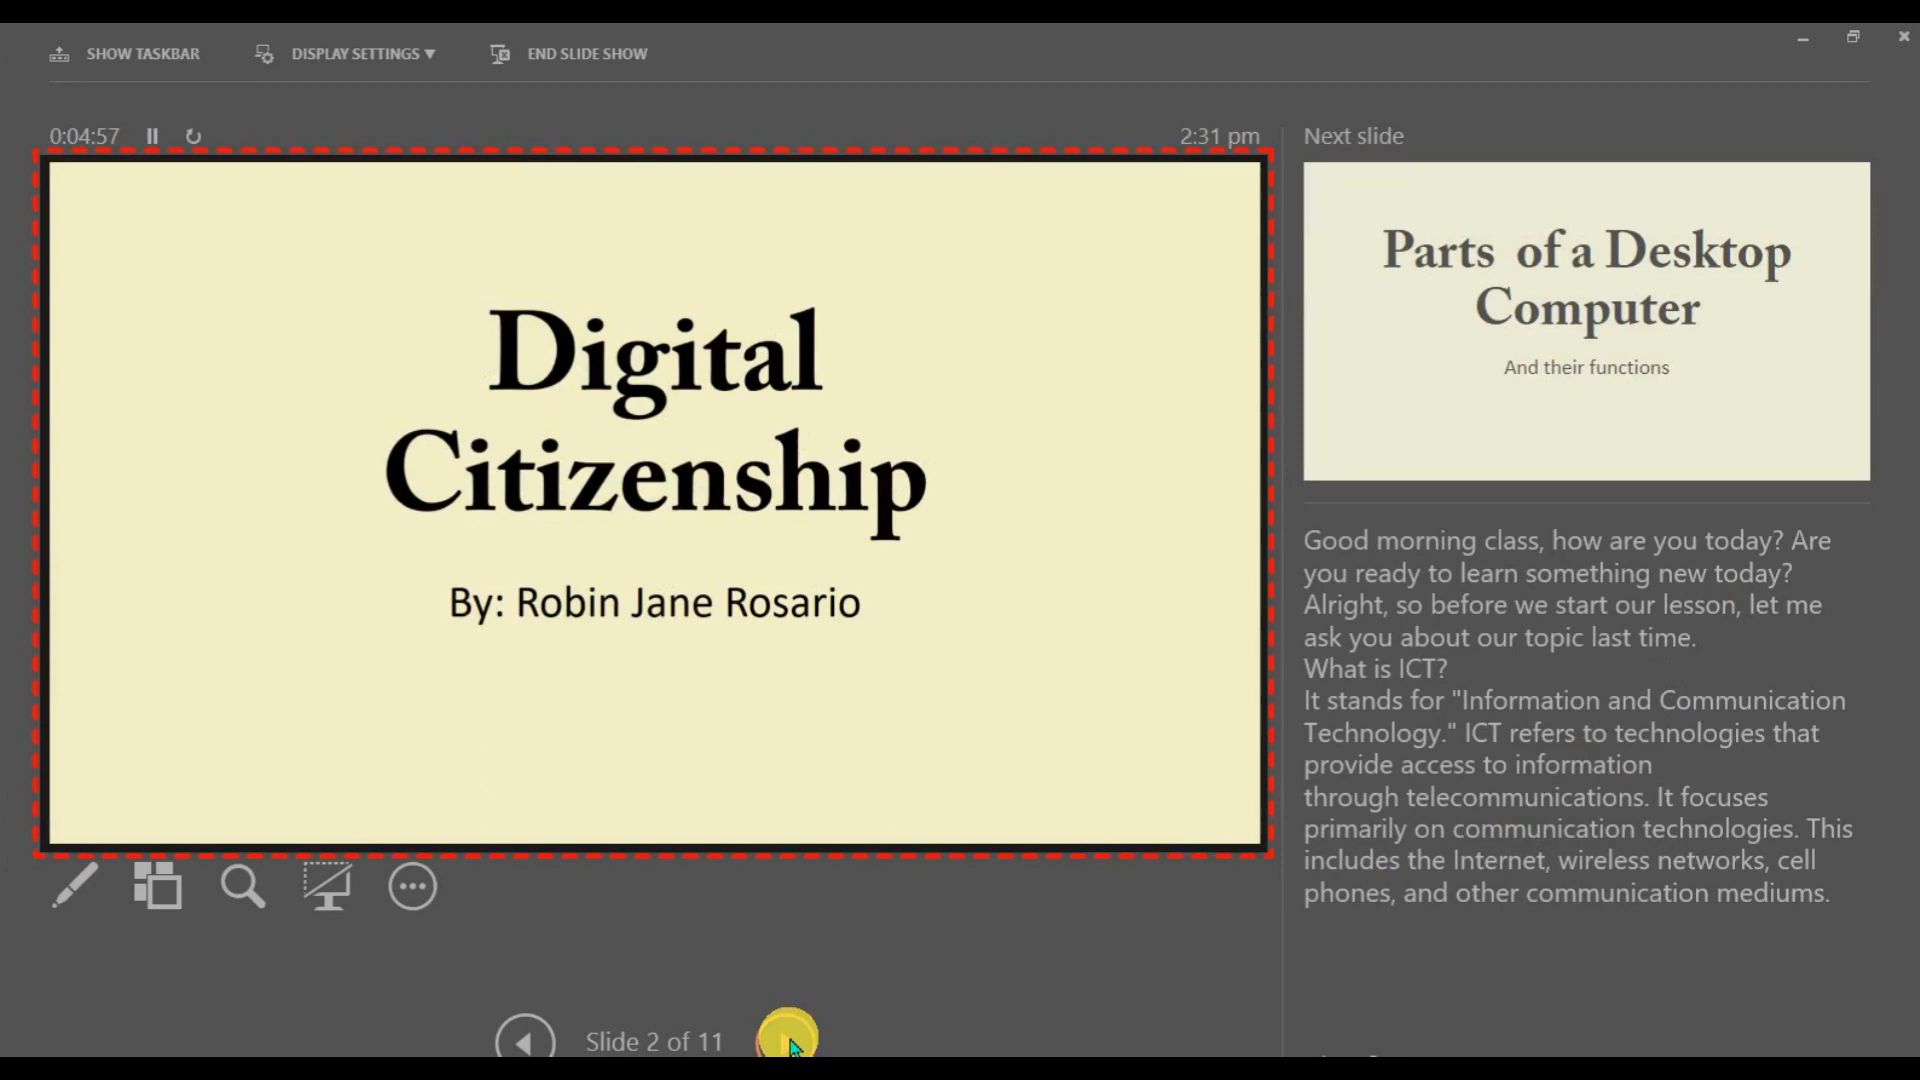 SHOW TASKBAR
DISPLAY SETTINGS ▼
END SLIDE SHOW
0:04:57
2:31 pm
Digital
Citizenship
By: Robin Jane Rosario
Slide 2 of 11
Next slide
Parts of a Desktop
Computer
And their functions
Good morning class, how are you today? Are
you ready to learn something new today?
Alright, so before we start our lesson, let me
ask you about our topic last time.
What is ICT?
It stands for "Information and Communication
Technology." ICT refers to technologies that
provide access to information
through telecommunications. It focuses
primarily on communication technologies. This
includes the Internet, wireless networks, cell
phones, and other communication mediums.